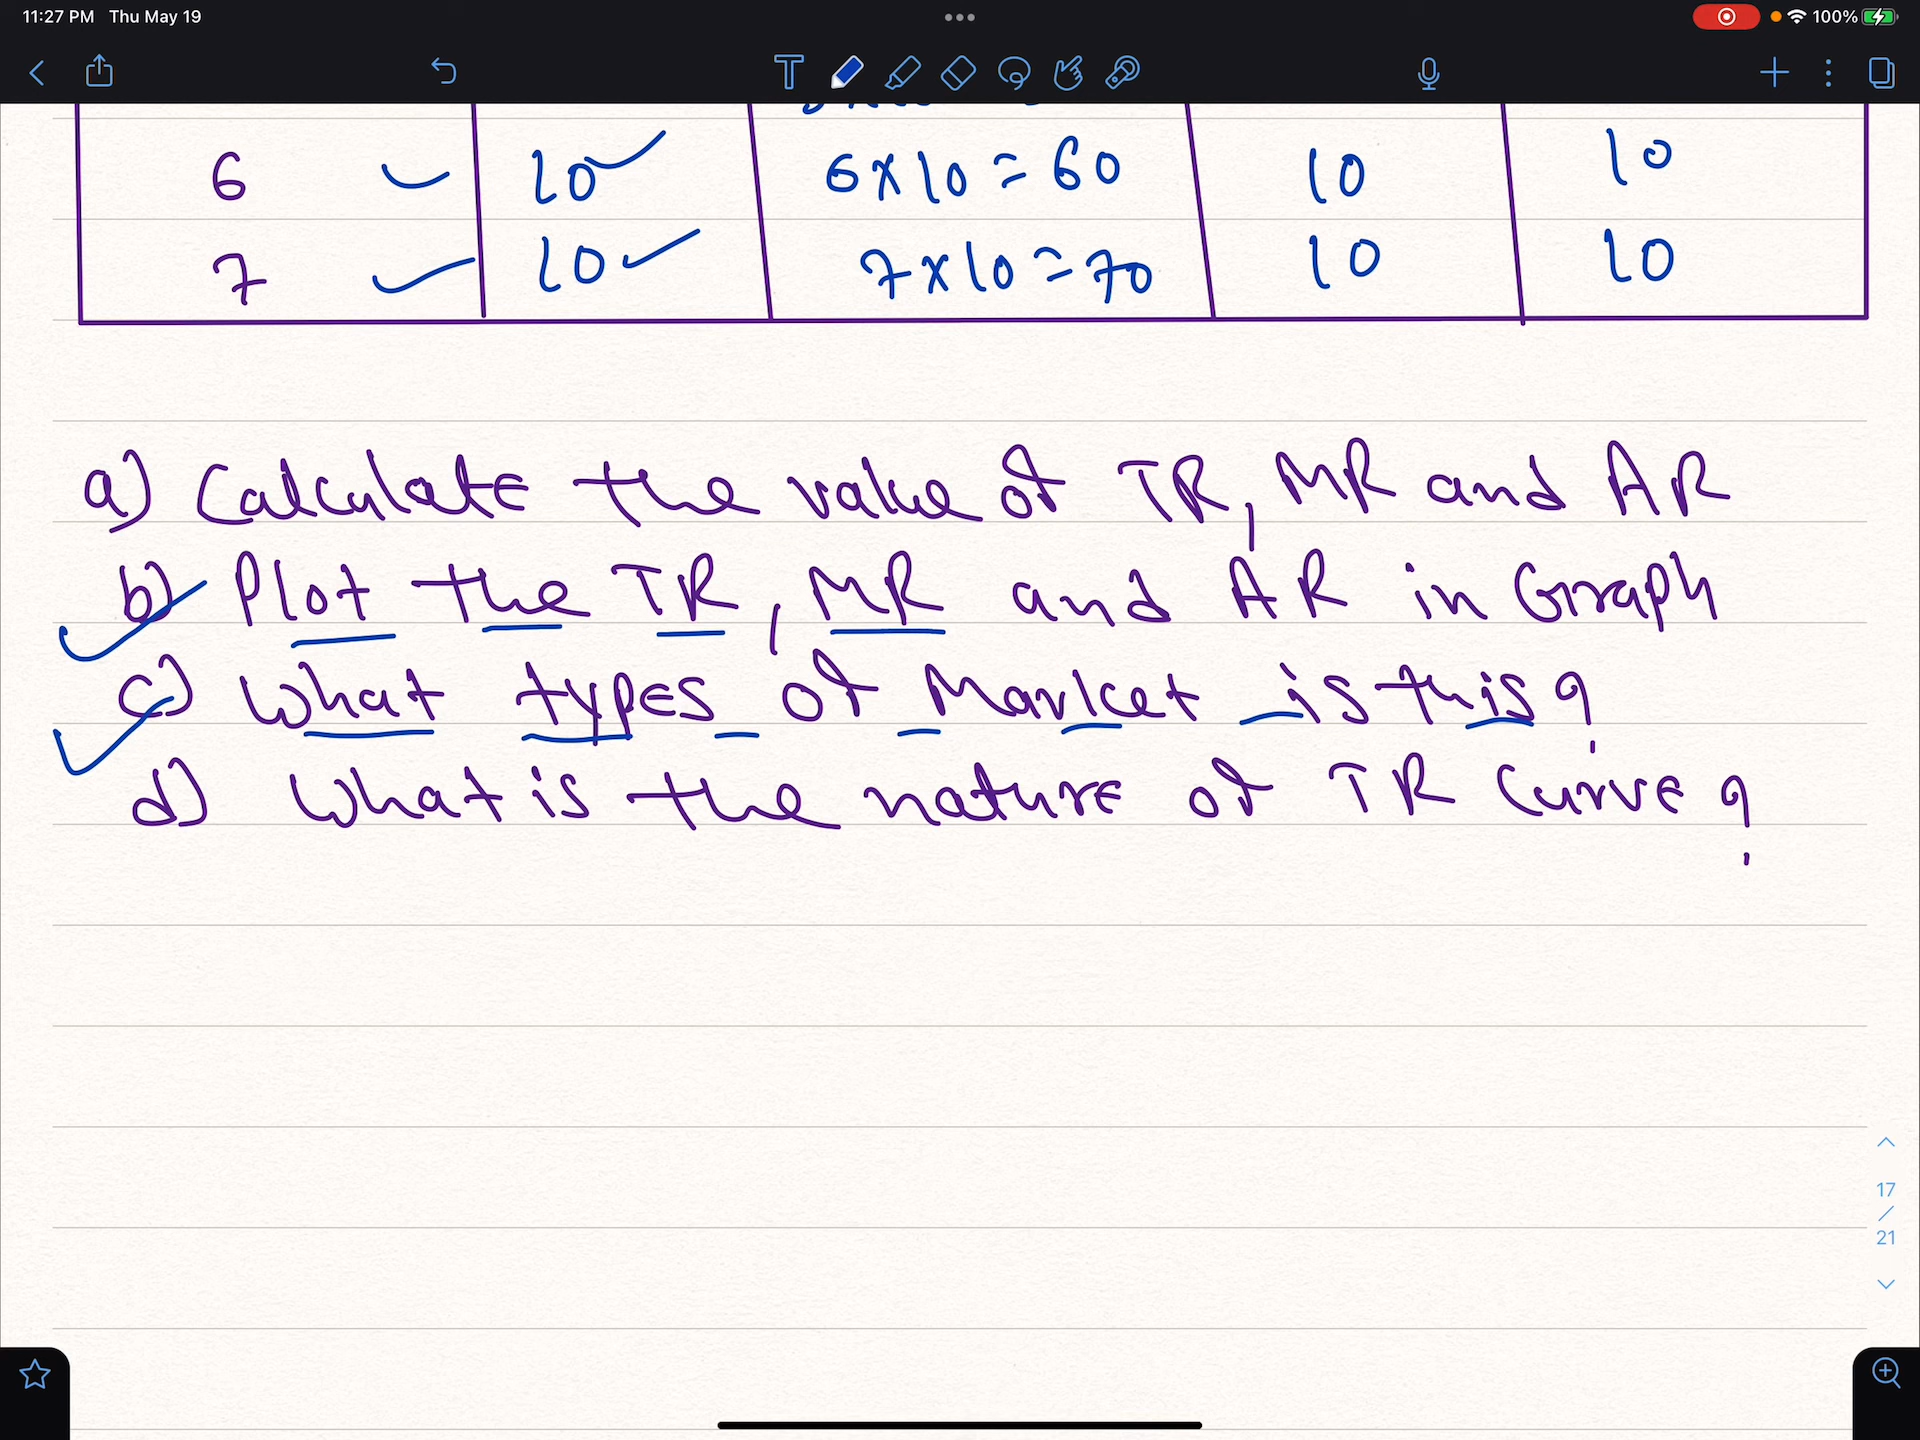 11:27 PM Thu May 19
100%
T
6 10 6x10=60 10 10
7 10 7x10=70 10 10
a) Calculate the value of TR, MR and AR
b) Plot the TR, MR and AR in Graph
c) What types of Market is this?
d) What is the nature of TR Curve?
17
/
21